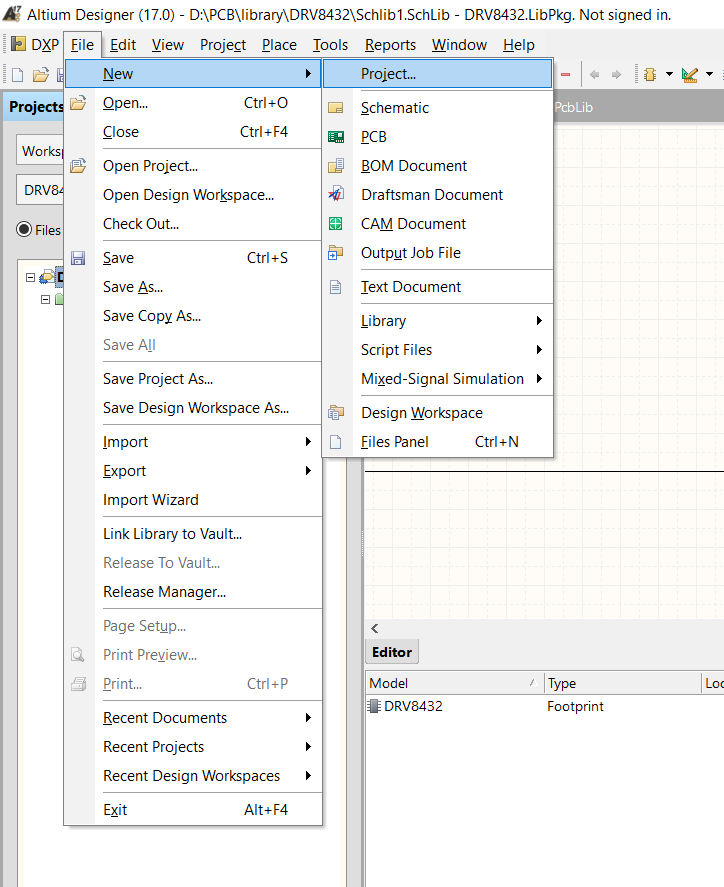 Altium Designer (17.0) - D:\PCB\library\DRV8432\Schlib1.SchLib - DRV8432.LibPkg. Not signed in.
DXP File Edit View Project Place Tools Reports Window Help
New
Project...
Projects
Open... Ctrl+O
Schematic
PcbLib
Close Ctrl+F4
PCB
Open Project...
BOM Document
Open Design Workspace...
Draftsman Document
DRV84
Check Out...
CAM Document
Files
Save Ctrl+S
Output Job File
Save As...
Text Document
Save Copy As...
Library
Save All
Script Files
Save Project As...
Mixed-Signal Simulation
Save Design Workspace As...
Design Workspace
Import
Files Panel Ctrl+N
Export
Import Wizard
Link Library to Vault...
Release To Vault...
Release Manager...
Page Setup...
Print Preview...
Editor
Print... Ctrl+P
Model Type
Recent Documents
DRV8432 Footprint
Recent Projects
Recent Design Workspaces
Exit Alt+F4